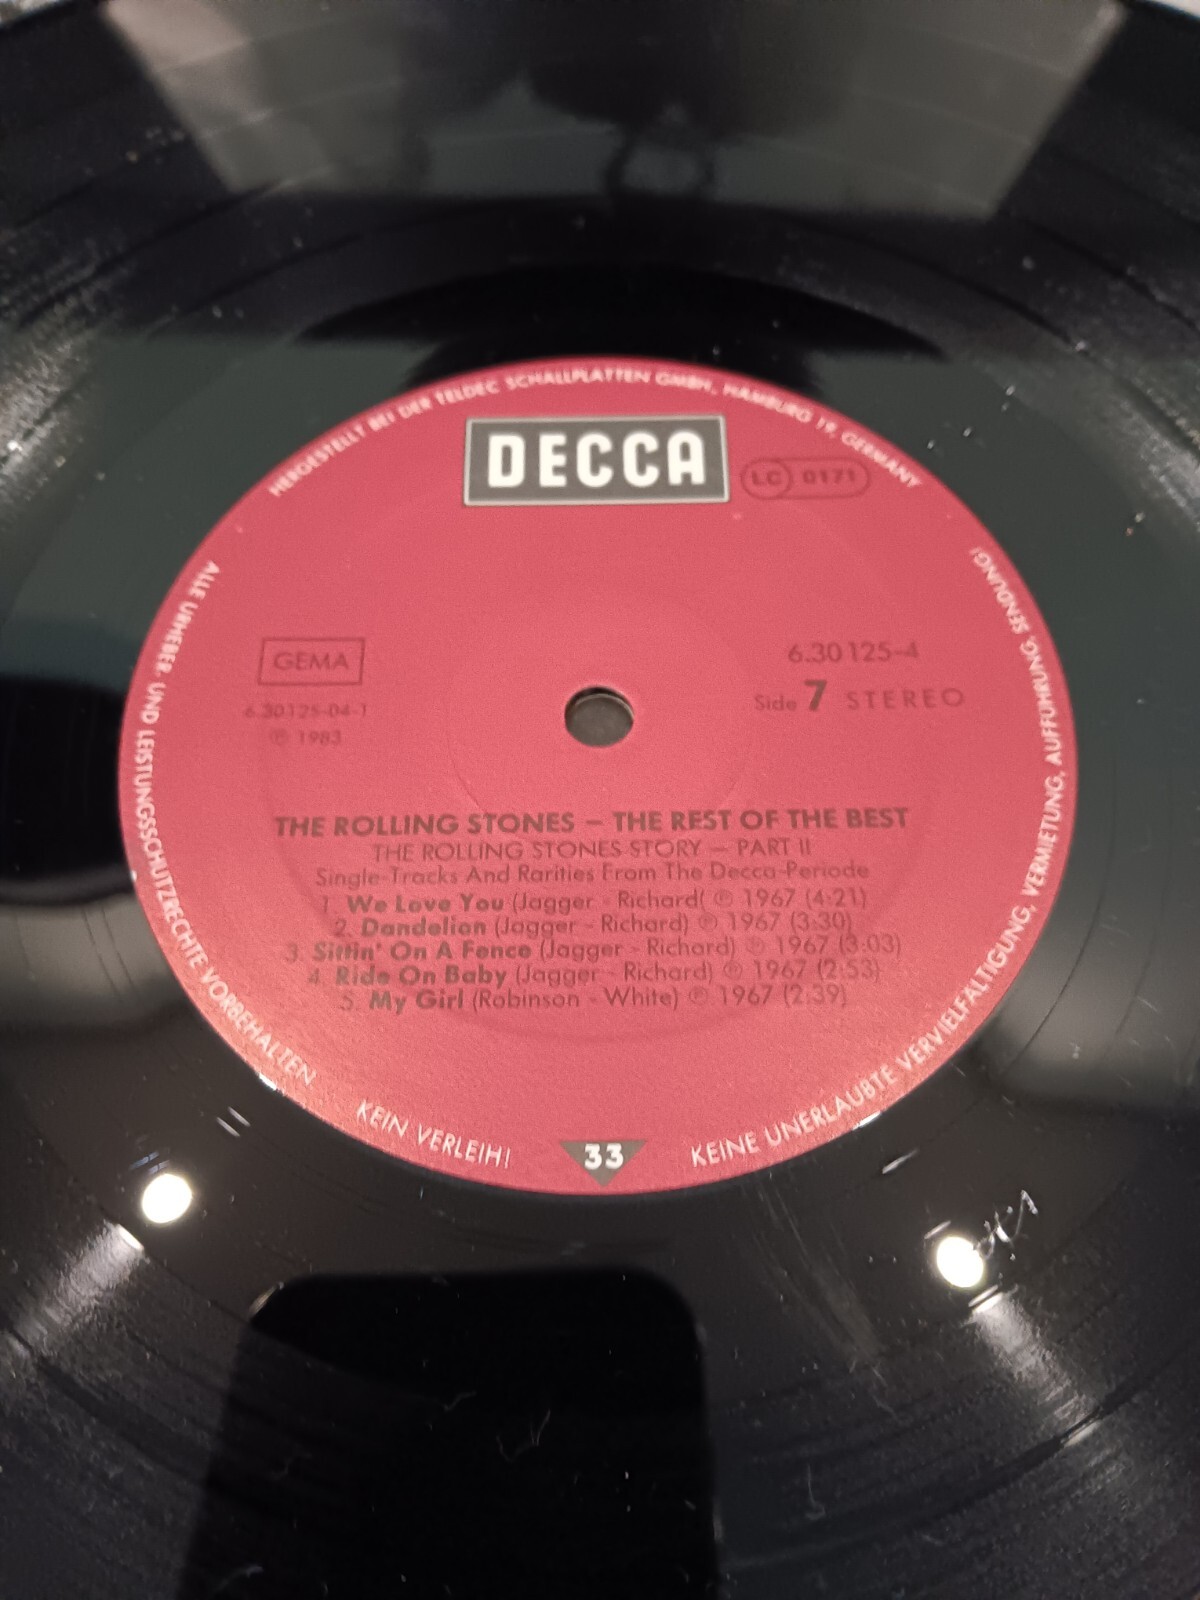 HERGESTELLT BEI DER TELDEC SCHALLPLATTEN GMBH, HAMBURG 19, GERMANY
DECCA
LC 0171
ALLE URHEBER- UND LEISTUNGSSCHUTZRECHTE VORBEHALTEN
KEIN VERLEIH!
KEINE UNERLAUBTE VERVIELFÄLTIGUNG, VERMIETUNG, AUFFÜHRUNG, SENDUNG!
GEMA
6.30125-04-1
℗ 1983
6.30125-4
Side 7 STEREO
THE ROLLING STONES – THE REST OF THE BEST
THE ROLLING STONES STORY – PART II
Single-Tracks And Rarities From The Decca-Periode
1. We Love You (Jagger - Richard( ℗ 1967 (4:21)
2. Dandelion (Jagger - Richard) ℗ 1967 (3:30)
3. Sittin' On A Fence (Jagger - Richard) ℗ 1967 (3:03)
4. Ride On Baby (Jagger - Richard) ℗ 1967 (2:53)
5. My Girl (Robinson - White) ℗ 1967 (2:39)
33